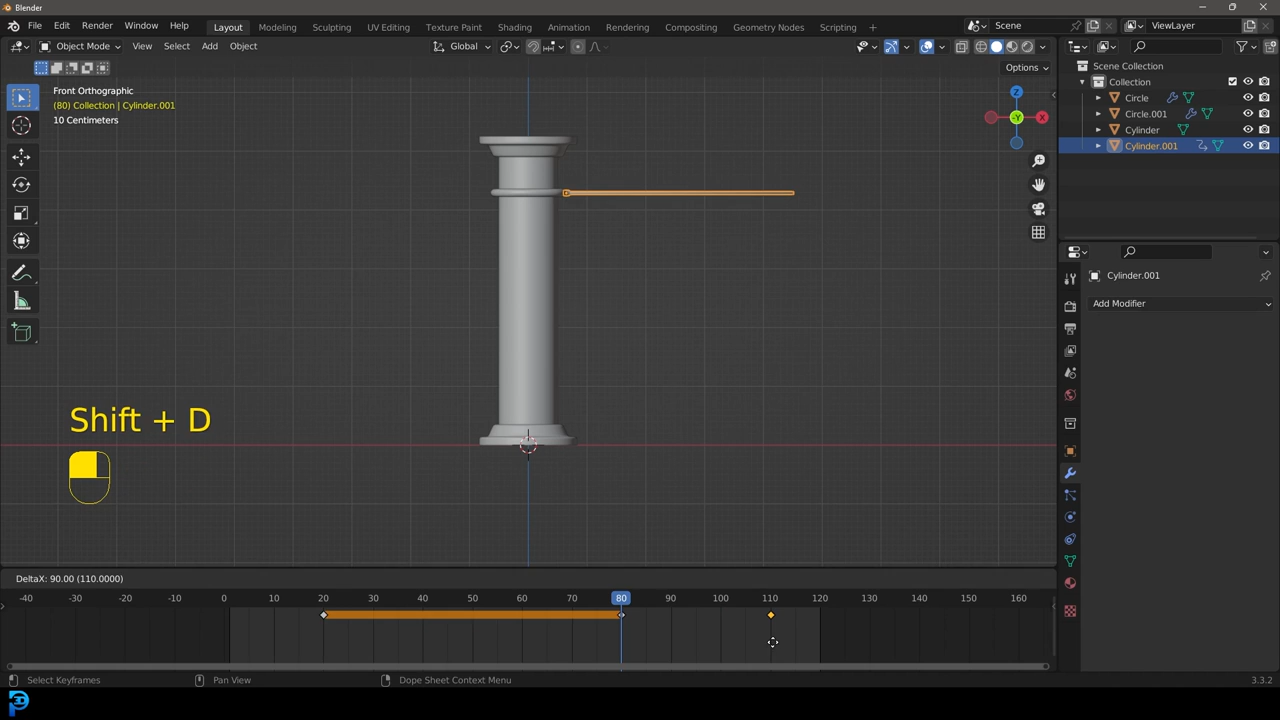 Blender
File Edit Render Window Help Layout Modeling Sculpting UV Editing Texture Paint Shading Animation Rendering Compositing Geometry Nodes Scripting + Scene ViewLayer
Object Mode View Select Add Object Global
Options
Front Orthographic
(80) Collection | Cylinder.001
10 Centimeters
Z
-Y
X
Shift + D
Scene Collection
Collection
Circle
Circle.001
Cylinder
Cylinder.001
Cylinder.001
Add Modifier
DeltaX: 90.00 (110.0000)
-40 -30 -20 -10 0 10 20 30 40 50 60 70 80 90 100 110 120 130 140 150 160
Select Keyframes Pan View Dope Sheet Context Menu 3.3.2